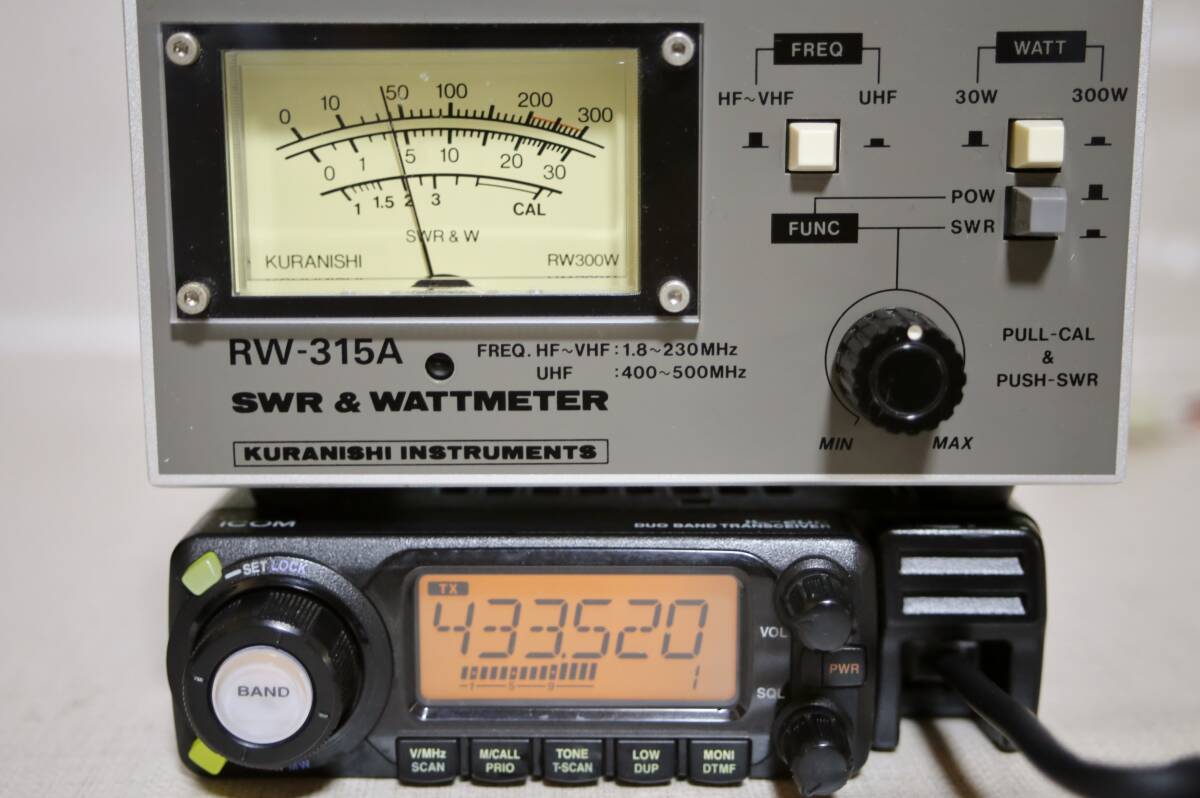 FREQ
WATT
HF~VHF UHF
30W 300W
0 10 50 100 200 300
0 1 5 10 20 30
1 1.5 2 3 CAL
SWR & W
KURANISHI RW300W
POW
FUNC SWR
RW-315A
FREQ. HF~VHF : 1.8~230MHz
UHF : 400~500MHz
SWR & WATTMETER
KURANISHI INSTRUMENTS
PULL-CAL
&
PUSH-SWR
MIN MAX
ICOM
DUO BAND TRANSCEIVER
SET LOCK
TX
433.520
1 5 9
1
VOL
PWR
SQL
BAND
MW
V/MHz
SCAN
M/CALL
PRIO
TONE
T-SCAN
LOW
DUP
MONI
DTMF